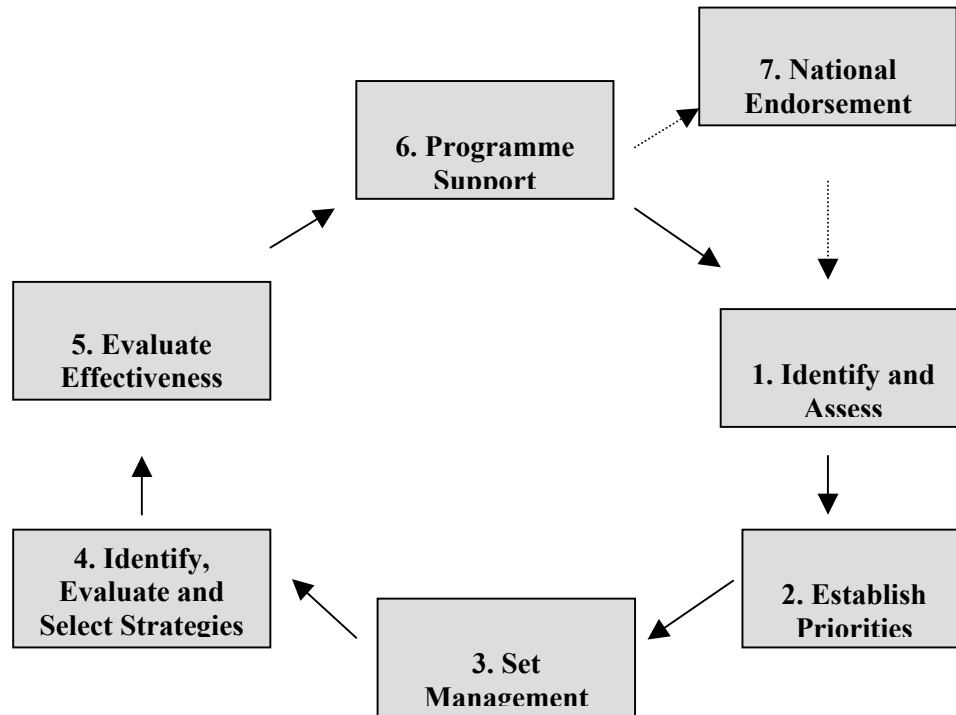 7. National
Endorsement
6. Programme
Support
5. Evaluate
Effectiveness
1. Identify and
Assess
4. Identify,
Evaluate and
Select Strategies
2. Establish
Priorities
3. Set
Management